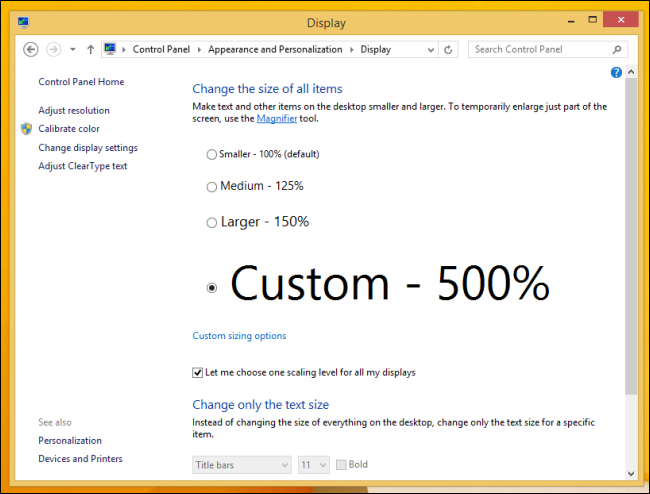 Display
Control Panel Appearance and Personalization Display
Search Control Panel
Control Panel Home
Adjust resolution
Calibrate color
Change display settings
Adjust ClearType text
See also
Personalization
Devices and Printers
?
Change the size of all items
Make text and other items on the desktop smaller and larger. To temporarily enlarge just part of the
screen, use the Magnifier tool.
Smaller - 100% (default)
Medium - 125%
Larger - 150%
Custom - 500%
Custom sizing options
Let me choose one scaling level for all my displays
Change only the text size
Instead of changing the size of everything on the desktop, change only the text size for a specific
item.
Title bars 11 Bold